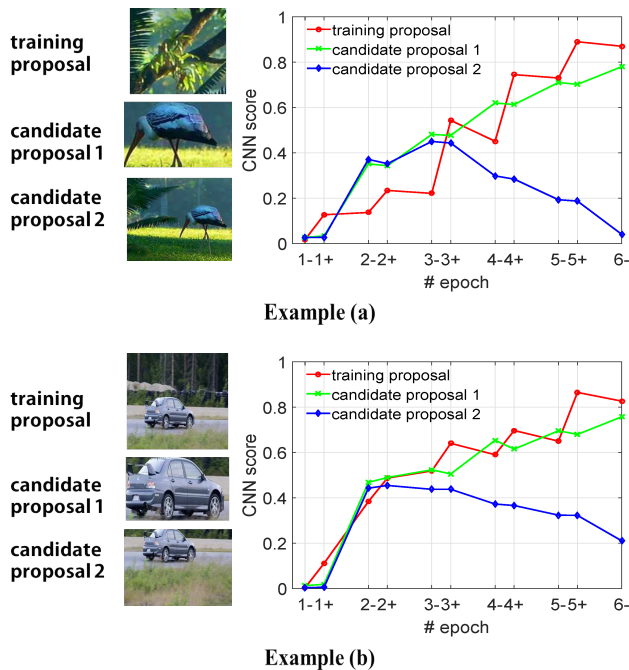 training
proposal
candidate
proposal 1
candidate
proposal 2
1
0.8
0.6
0.4
0.2
0
CNN score
training proposal
candidate proposal 1
candidate proposal 2
1-1+ 2-2+ 3-3+ 4-4+ 5-5+ 6-
# epoch
Example (a)
training
proposal
candidate
proposal 1
candidate
proposal 2
1
0.8
0.6
0.4
0.2
0
CNN score
training proposal
candidate proposal 1
candidate proposal 2
1-1+ 2-2+ 3-3+ 4-4+ 5-5+ 6-
# epoch
Example (b)